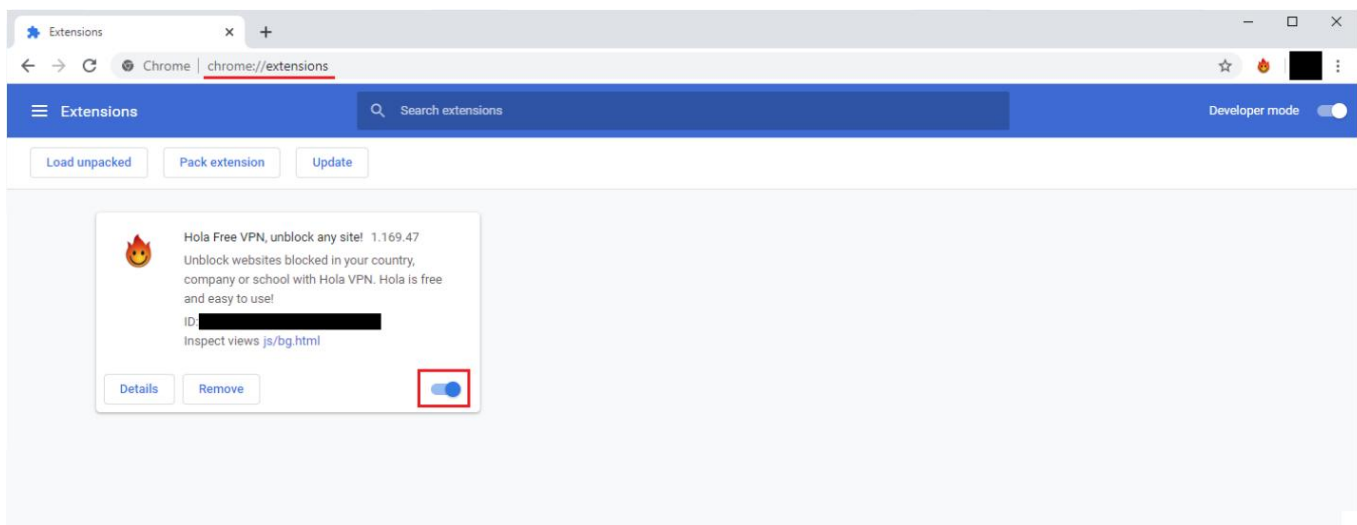 Extensions
Chrome | chrome://extensions
Extensions
Search extensions
Developer mode
Load unpacked
Pack extension
Update
Hola Free VPN, unblock any site! 1.169.47
Unblock websites blocked in your country,
company or school with Hola VPN. Hola is free
and easy to use!
ID:
Inspect views js/bg.html
Details
Remove